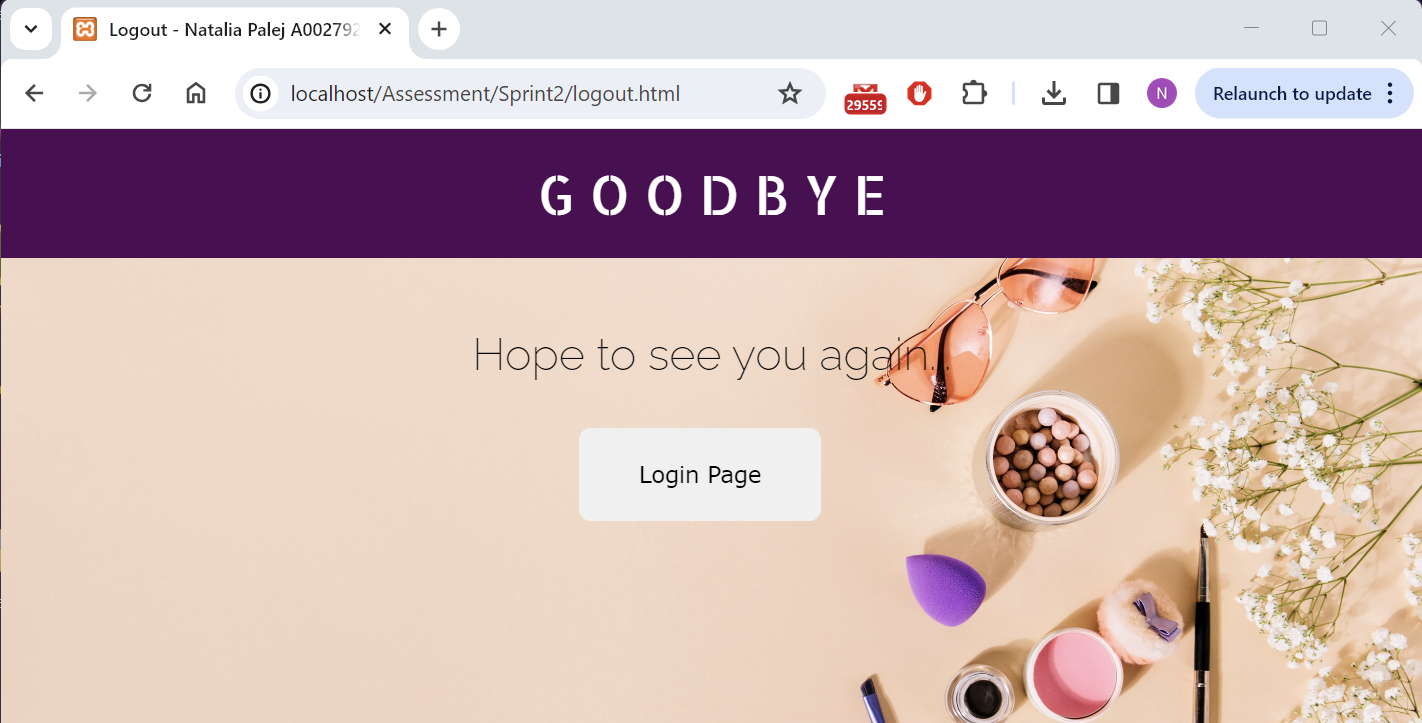 Logout - Natalia Palej A002792
localhost/Assessment/Sprint2/logout.html
29559
N
Relaunch to update
GOODBYE
Hope to see you again...
Login Page